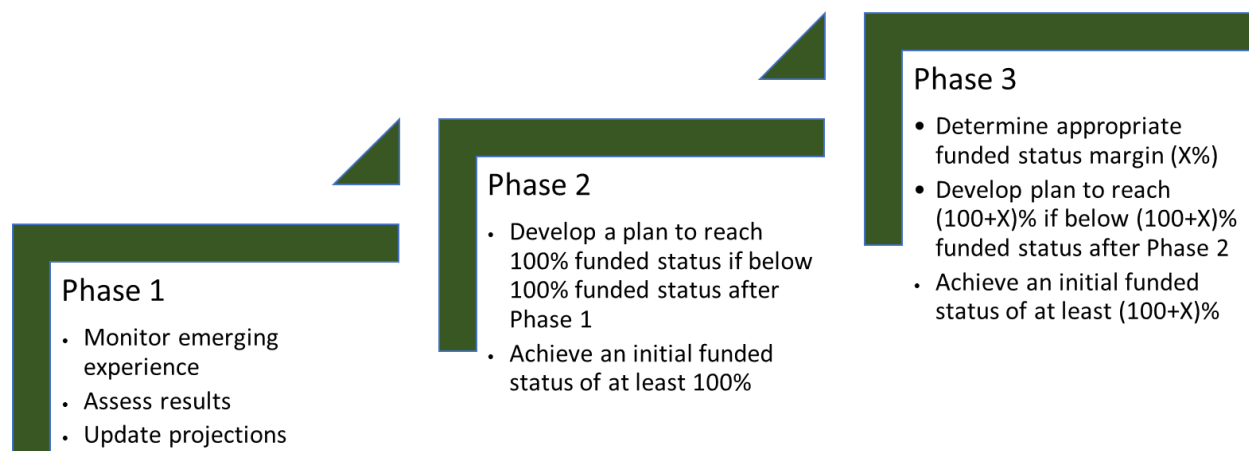 Phase 1
• Monitor emerging
experience
• Assess results
• Update projections
Phase 2
• Develop a plan to reach
100% funded status if below
100% funded status after
Phase 1
• Achieve an initial funded
status of at least 100%
Phase 3
• Determine appropriate
funded status margin (X%)
• Develop plan to reach
(100+X)% if below (100+X)%
funded status after Phase 2
• Achieve an initial funded
status of at least (100+X)%